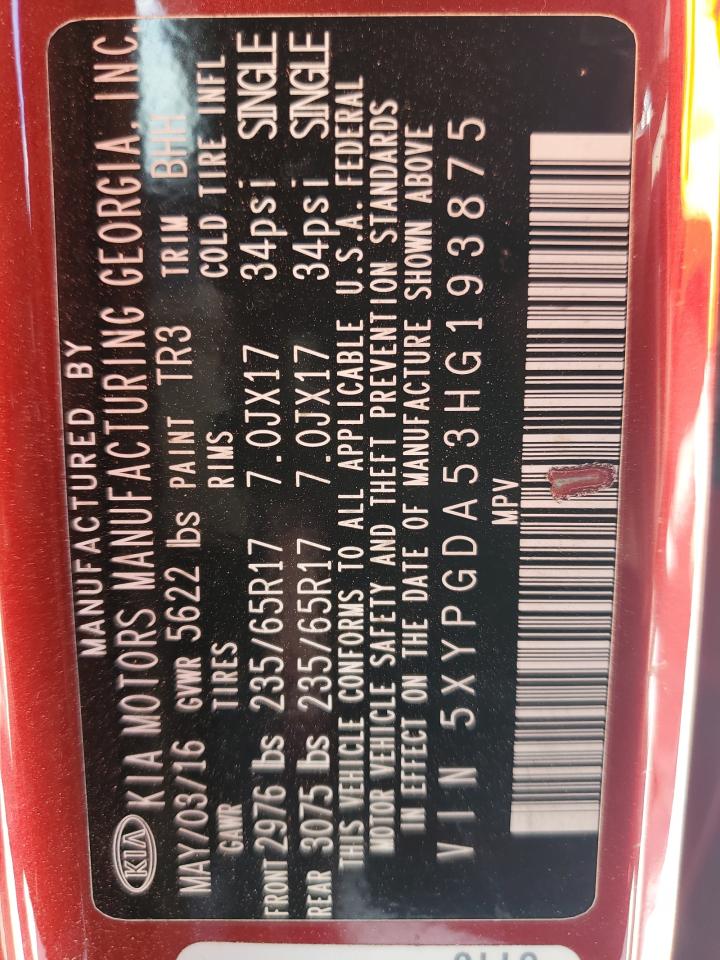 MANUFACTURED BY
KIA KIA MOTORS MANUFACTURING GEORGIA, INC.
MAY/03/16 GVWR 5622 lbs PAINT TR3 TRIM BHH
GAWR TIRES RIMS COLD TIRE INFL
FRONT 2976 lbs 235/65R17 7.0JX17 34psi SINGLE
REAR 3075 lbs 235/65R17 7.0JX17 34psi SINGLE
THIS VEHICLE CONFORMS TO ALL APPLICABLE U.S.A. FEDERAL
MOTOR VEHICLE SAFETY AND THEFT PREVENTION STANDARDS
IN EFFECT ON THE DATE OF MANUFACTURE SHOWN ABOVE
VIN 5XYPGDA53HG193875
MPV